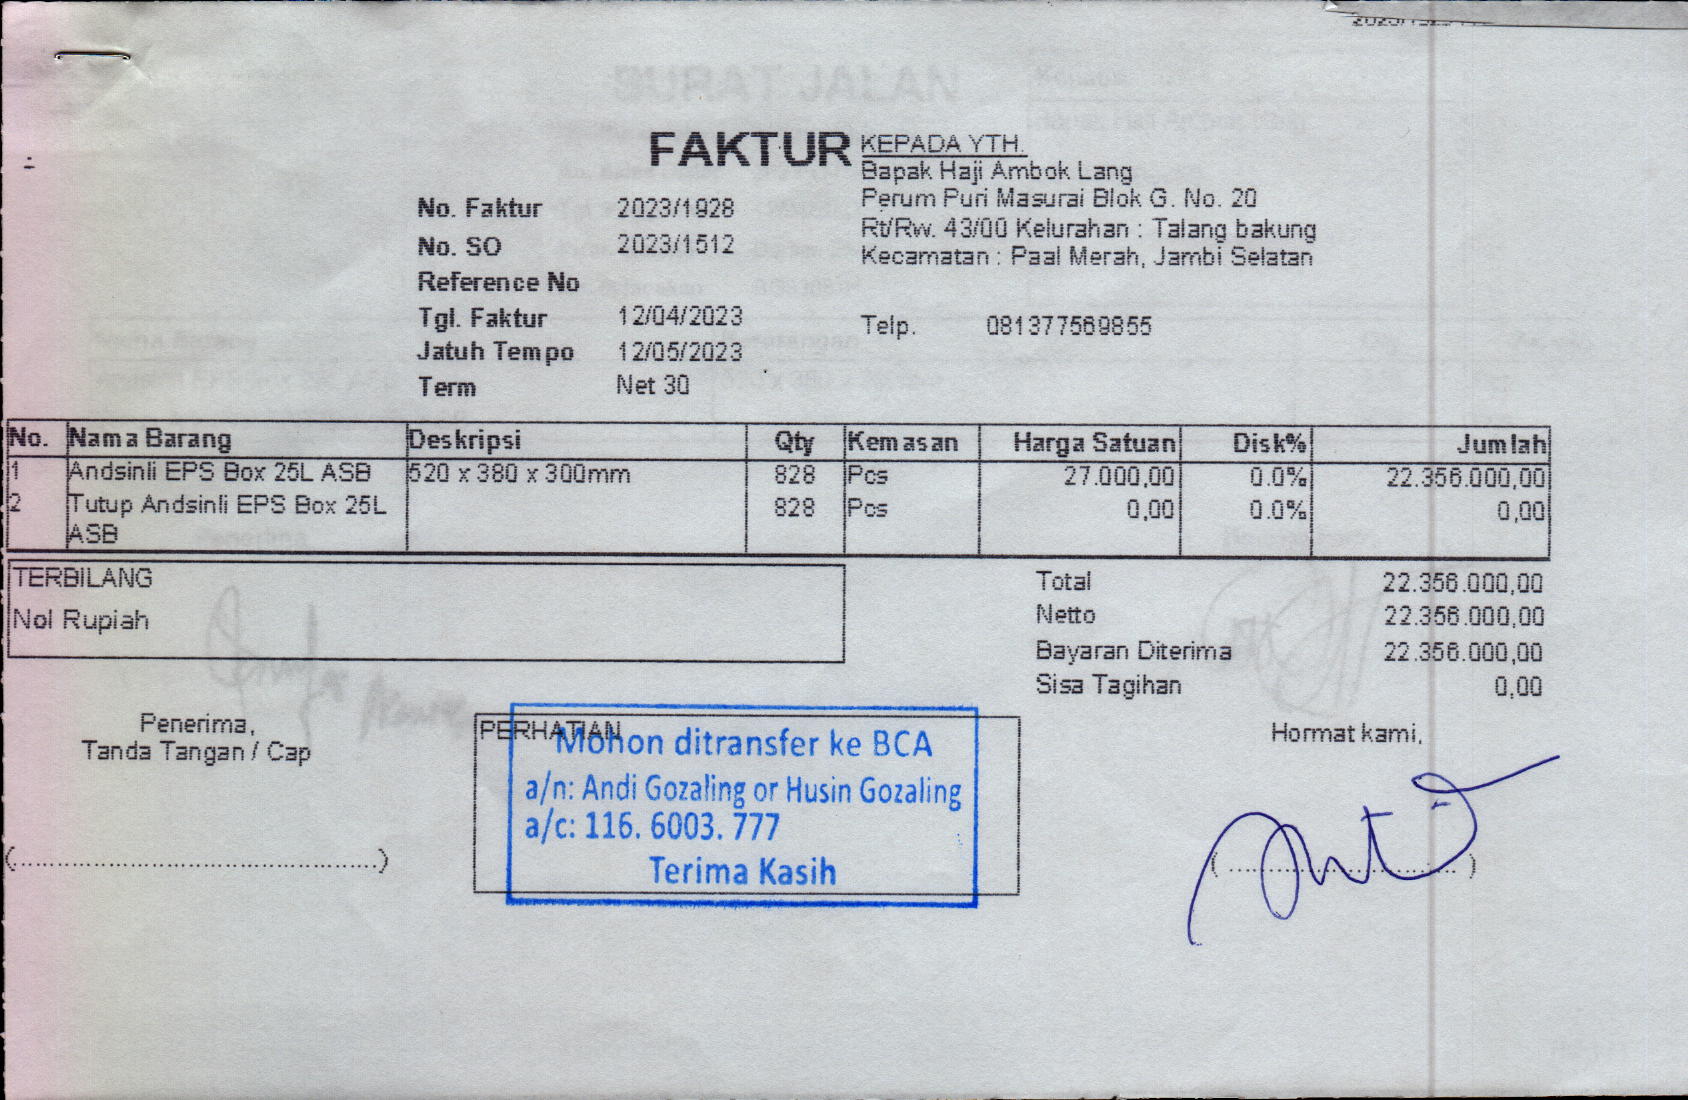 FAKTUR
KEPADA YTH.
Bapak Haji Ambok Lang
Perum Puri Masurai Blok G. No. 20
Rt/Rw. 43/00 Kelurahan : Talang bakung
Kecamatan : Paal Merah, Jambi Selatan
Telp. 081377569855
No. Faktur 2023/1928
No. SO 2023/1512
Reference No
Tgl. Faktur 12/04/2023
Jatuh Tempo 12/05/2023
Term Net 30
No. Nama Barang Deskripsi Qty Kemasan Harga Satuan Disk% Jumlah
1 Andsinli EPS Box 25L ASB 520 x 380 x 300mm 828 Pcs 27.000,00 0.0% 22.356.000,00
2 Tutup Andsinli EPS Box 25L 828 Pcs 0,00 0.0% 0,00
ASB
TERBILANG
Nol Rupiah
Total 22.356.000,00
Netto 22.356.000,00
Bayaran Diterima 22.356.000,00
Sisa Tagihan 0,00
Penerima,
Tanda Tangan / Cap
(.................................................)
PERHATIAN
Mohon ditransfer ke BCA
a/n: Andi Gozaling or Husin Gozaling
a/c: 116. 6003. 777
Terima Kasih
Hormat kami,
(................................)